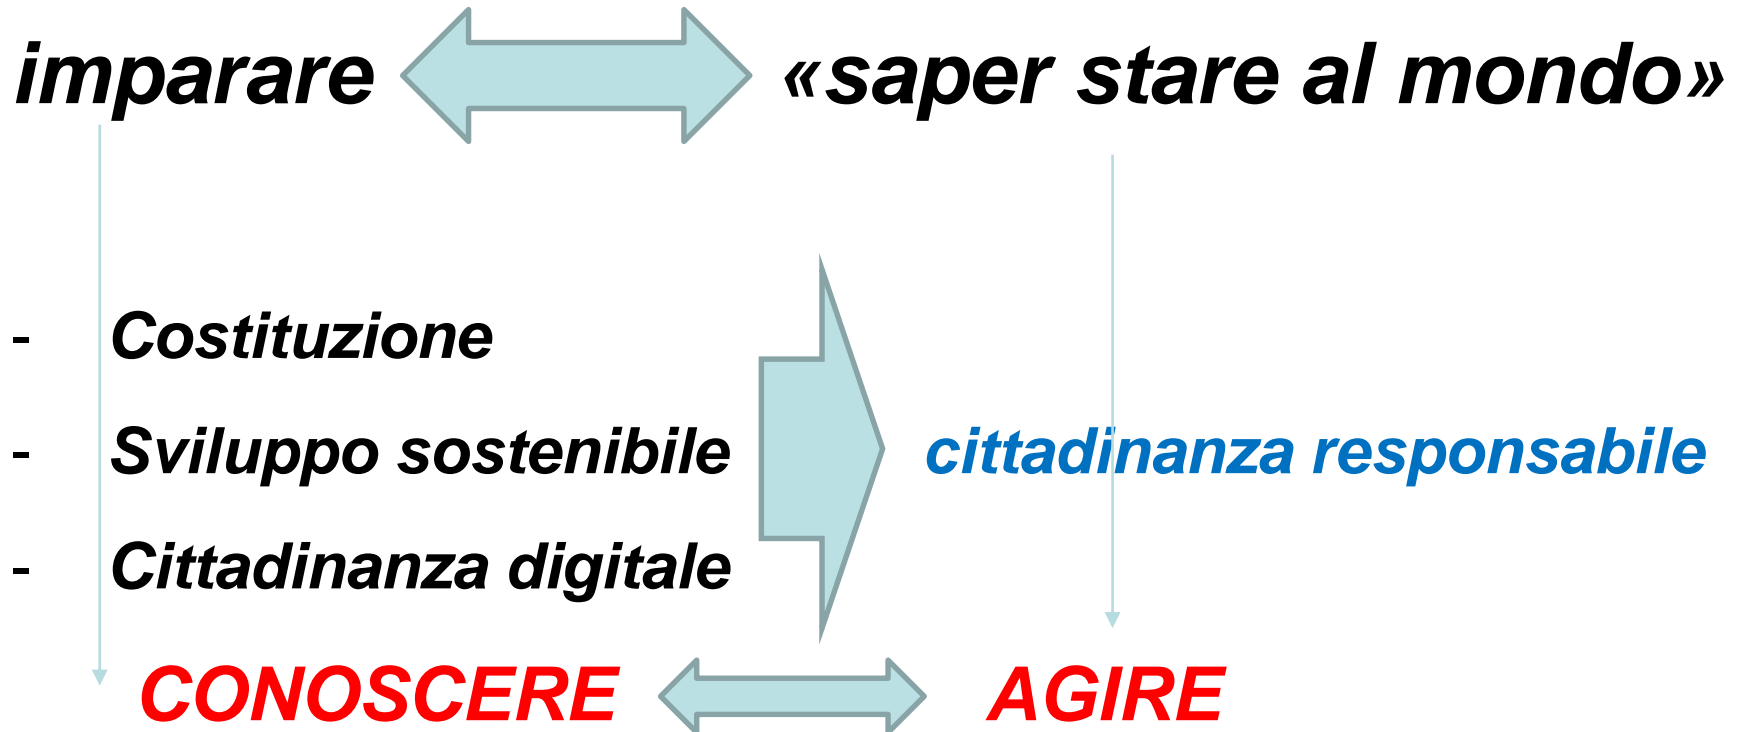 imparare «saper stare al mondo»
- Costituzione
- Sviluppo sostenibile cittadinanza responsabile
- Cittadinanza digitale
CONOSCERE AGIRE